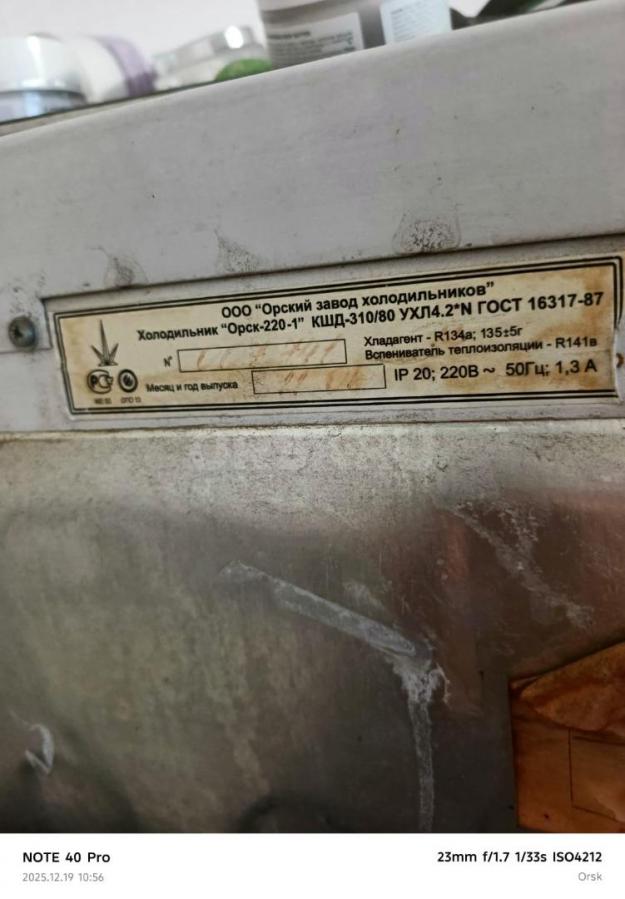 ООО "Орский завод холодильников"
Холодильник "Орск-220-1" КШД-310/80 УХЛ4.2*N ГОСТ 16317-87
N°
Хладагент - R134a; 135±5г
Вспениватель теплоизоляции - R141в
Месяц и год выпуска
IP 20; 220В ~ 50Гц; 1,3 А
NOTE 40 Pro
23mm f/1.7 1/33s ISO4212
2025.12.19 10:56
Orsk